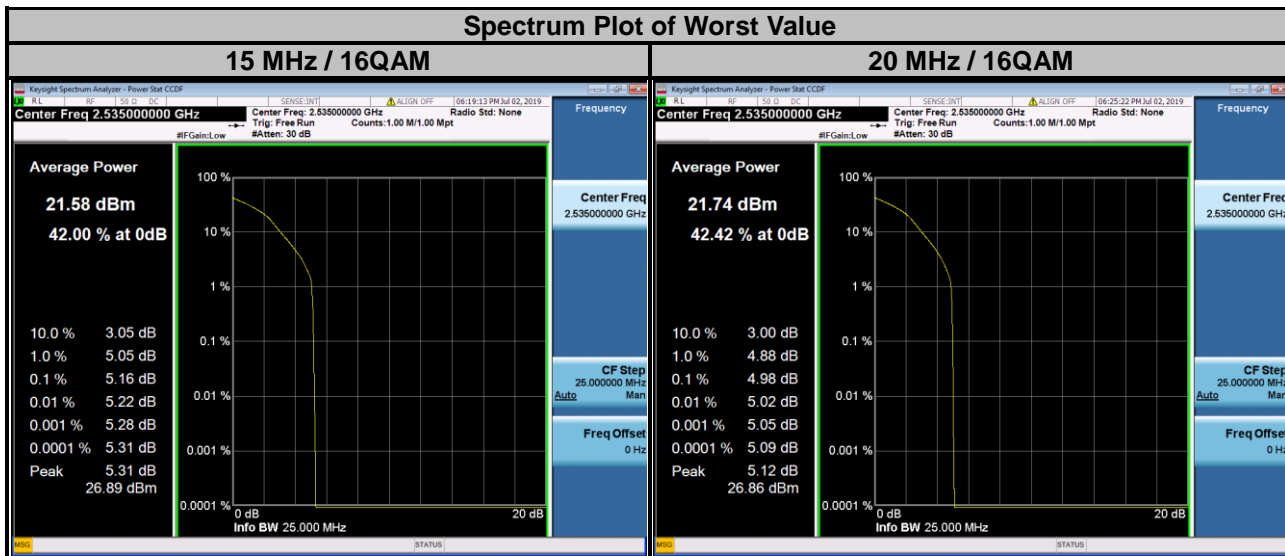 Spectrum Plot of Worst Value
15 MHz / 16QAM
20 MHz / 16QAM
Keysight Spectrum Analyzer - Power Stat CCDF
RL RF 50 Ω DC SENSE:INT ALIGN OFF 06:19:13 PM Jul 02, 2019
Center Freq 2.535000000 GHz
Center Freq: 2.535000000 GHz Radio Std: None
Trig: Free Run Counts:1.00 M/1.00 Mpt
#IFGain:Low #Atten: 30 dB
Frequency
Average Power
21.58 dBm
42.00 % at 0dB
10.0 % 3.05 dB
1.0 % 5.05 dB
0.1 % 5.16 dB
0.01 % 5.22 dB
0.001 % 5.28 dB
0.0001 % 5.31 dB
Peak 5.31 dB
26.89 dBm
100 %
10 %
1 %
0.1 %
0.01 %
0.001 %
0.0001 %
0 dB 20 dB
Info BW 25.000 MHz
Center Freq
2.535000000 GHz
CF Step
25.000000 MHz
Auto Man
Freq Offset
0 Hz
MSG STATUS
Keysight Spectrum Analyzer - Power Stat CCDF
RL RF 50 Ω DC SENSE:INT ALIGN OFF 06:25:22 PM Jul 02, 2019
Center Freq 2.535000000 GHz
Center Freq: 2.535000000 GHz Radio Std: None
Trig: Free Run Counts:1.00 M/1.00 Mpt
#IFGain:Low #Atten: 30 dB
Frequency
Average Power
21.74 dBm
42.42 % at 0dB
10.0 % 3.00 dB
1.0 % 4.88 dB
0.1 % 4.98 dB
0.01 % 5.02 dB
0.001 % 5.05 dB
0.0001 % 5.09 dB
Peak 5.12 dB
26.86 dBm
100 %
10 %
1 %
0.1 %
0.01 %
0.001 %
0.0001 %
0 dB 20 dB
Info BW 25.000 MHz
Center Freq
2.535000000 GHz
CF Step
25.000000 MHz
Auto Man
Freq Offset
0 Hz
MSG STATUS